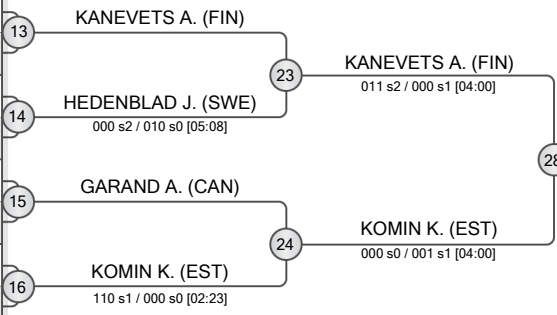 KANEVETS A. (FIN)
13
23
KANEVETS A. (FIN)
011 s2 / 000 s1 [04:00]
HEDENBLAD J. (SWE)
14
000 s2 / 010 s0 [05:08]
28
GARAND A. (CAN)
15
24
KOMIN K. (EST)
000 s0 / 001 s1 [04:00]
KOMIN K. (EST)
16
110 s1 / 000 s0 [02:23]